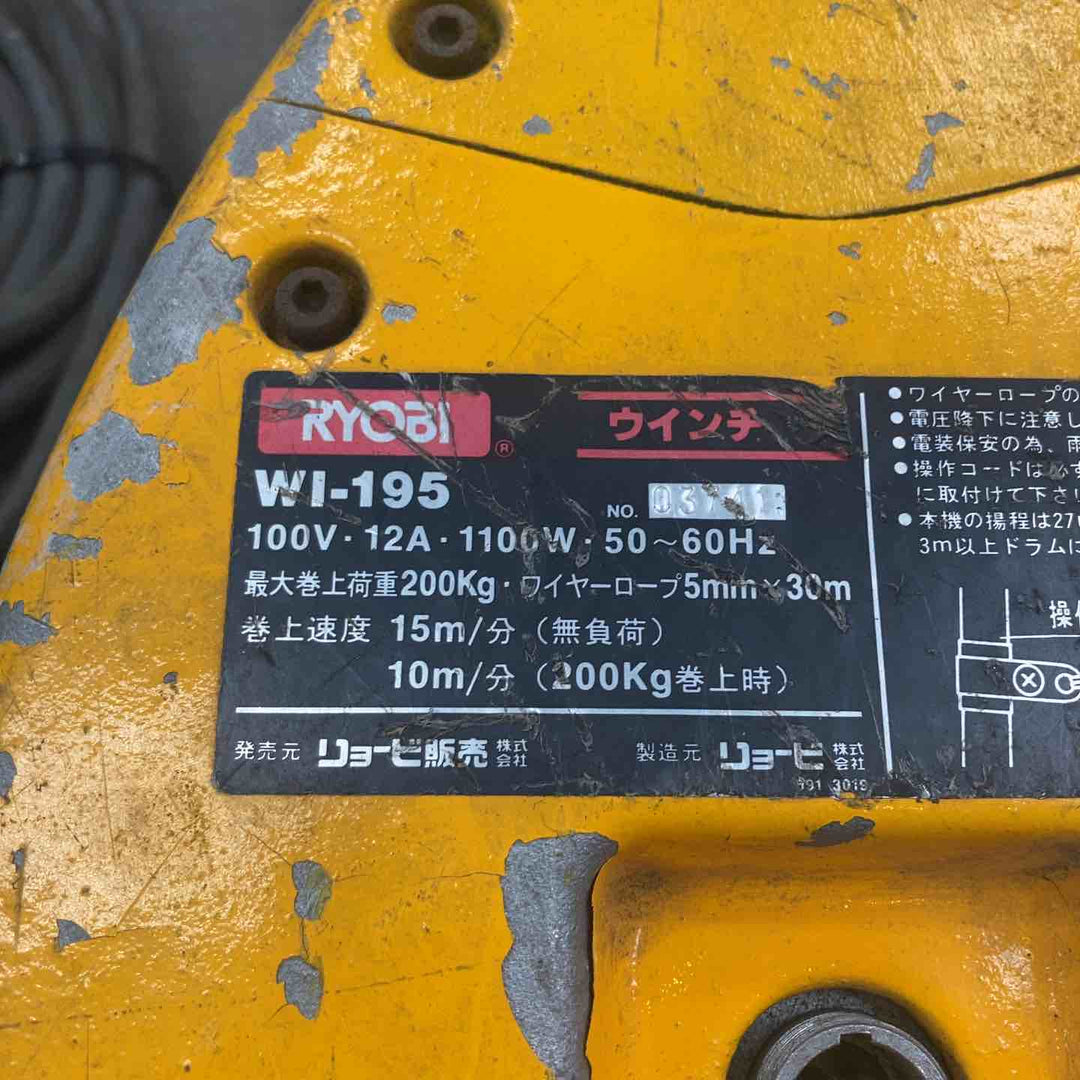 RYOBI ®
ウインチ
WI-195
NO.
100V・12A・1100W・50～60Hz
最大巻上荷重200Kg・ワイヤーロープ5mm×30m
巻上速度 15m/分（無負荷）
10m/分（200Kg巻上時）
発売元 リョービ販売株式会社
製造元 リョービ株式会社
●ワイヤーロープの
●電圧降下に注意し
●電装保安の為、雨
●操作コードは必ず
に取付けて下さい
●本機の揚程は27m
3m以上ドラムに
操作